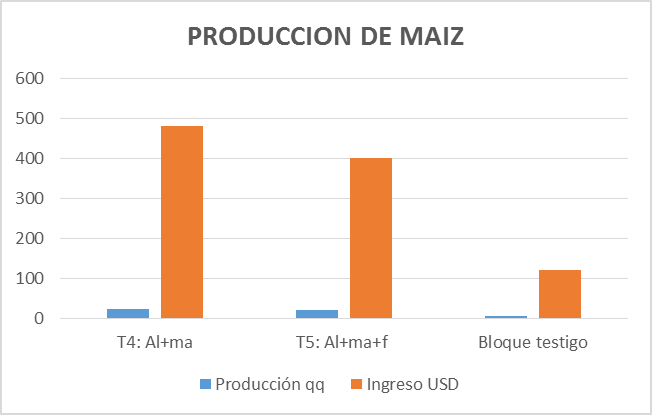 PRODUCCION DE MAIZ
600
500
400
300
200
100
0
T4: Al+ma
T5: Al+ma+f
Bloque testigo
Producción qq
Ingreso USD